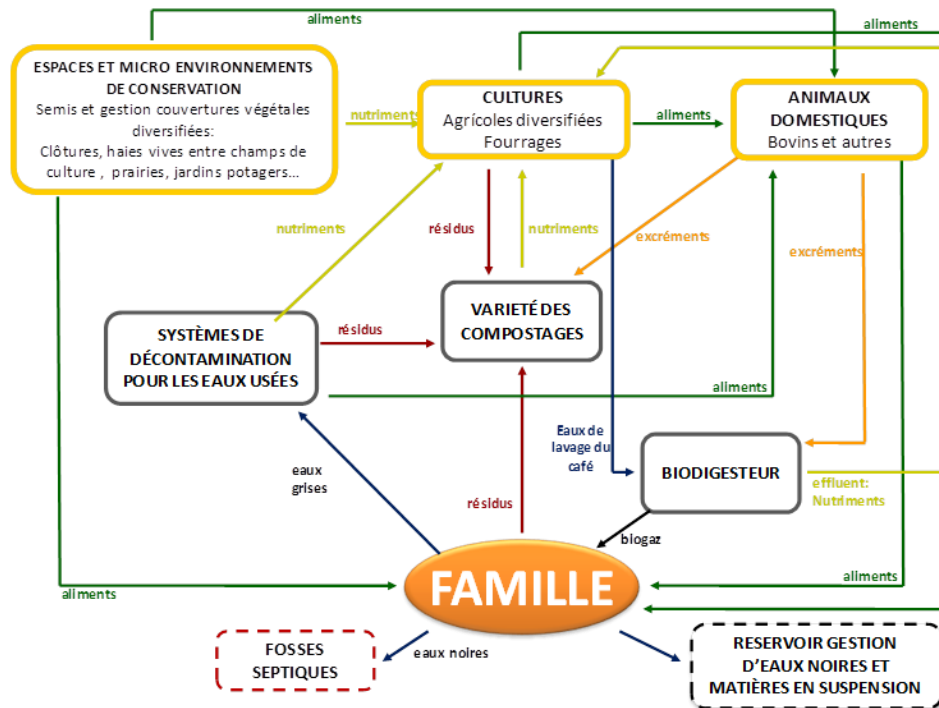 aliments
aliments
ESPACES ET MICRO ENVIRONNEMENTS
DE CONSERVATION
Semis et gestion couvertures végétales
diversifiées:
Clôtures, haies vives entre champs de
culture , prairies, jardins potagers...
nutriments
CULTURES
Agrícoles diversifiées
Fourrages
aliments
ANIMAUX
DOMESTIQUES
Bovins et autres
nutriments
résidus
nutriments
excréments
excréments
SYSTÈMES DE
DÉCONTAMINATION
POUR LES EAUX USÉES
résidus
VARIETÉ DES
COMPOSTAGES
aliments
eaux
grises
Eaux de
lavage du
café
BIODIGESTEUR
effluent:
Nutriments
résidus
biogaz
FAMILLE
aliments
aliments
FOSSES
SEPTIQUES
eaux noires
RESERVOIR GESTION
D'EAUX NOIRES ET
MATIÈRES EN SUSPENSION